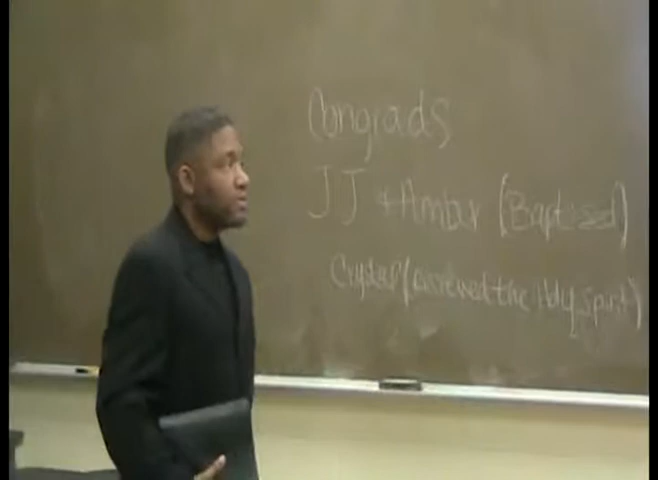 Congrads
JJ + Amber (Baptized)
Crystal (received the Holy Spirit)